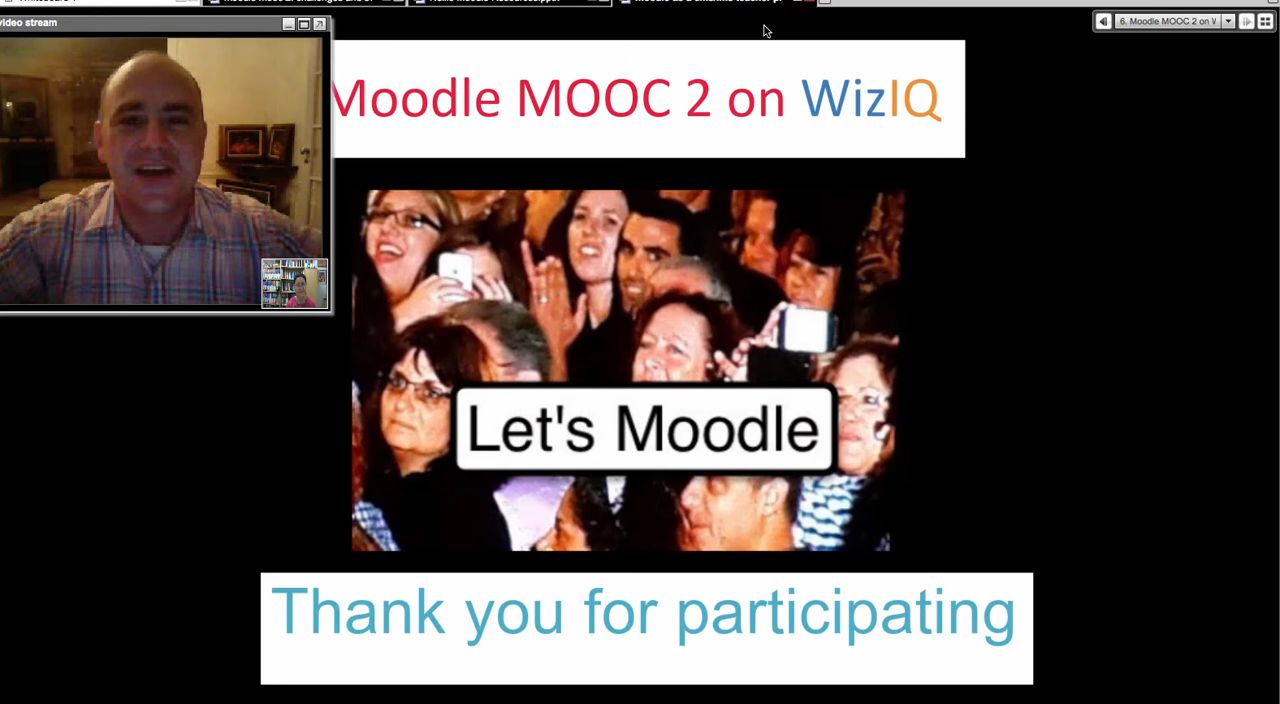 video stream
6. Moodle MOOC 2 on W
Moodle MOOC 2 on WizIQ
Let's Moodle
Thank you for participating